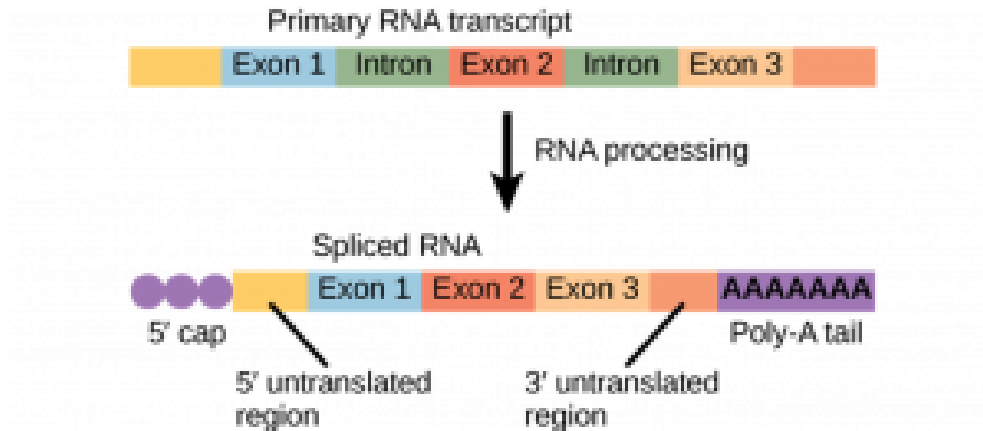 Primary RNA transcript
Exon 1 Intron Exon 2 Intron Exon 3
RNA processing
Spliced RNA
Exon 1 Exon 2 Exon 3 AAAAAAA
5' cap
Poly-A tail
5' untranslated
region
3' untranslated
region